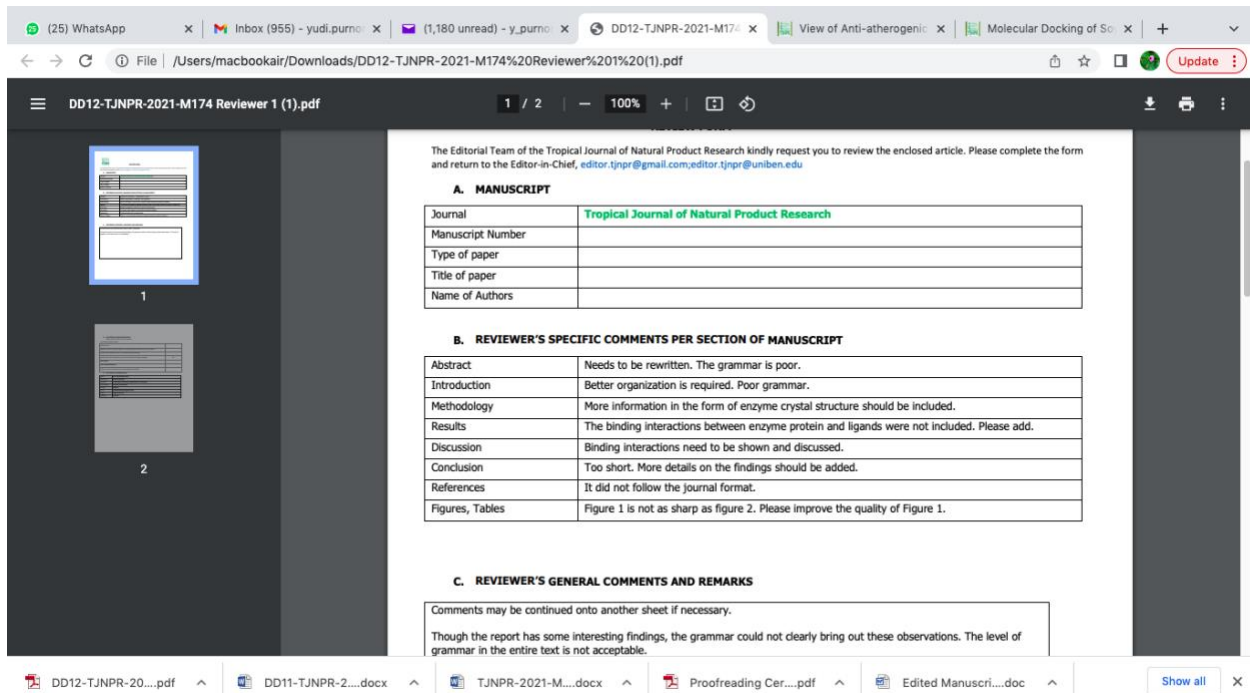 (25) WhatsApp
Inbox (955) - yudi.purno
(1,180 unread) - y_purno
DD12-TJNPR-2021-M174
View of Anti-atherogenic
Molecular Docking of So
File /Users/macbookair/Downloads/DD12-TJNPR-2021-M174%20Reviewer%201%20(1).pdf
Update
DD12-TJNPR-2021-M174 Reviewer 1 (1).pdf
1 / 2
100%
The Editorial Team of the Tropical Journal of Natural Product Research kindly request you to review the enclosed article. Please complete the form
and return to the Editor-in-Chief, editor.tjnpr@gmail.com;editor.tjnpr@uniben.edu
A. MANUSCRIPT
Journal Tropical Journal of Natural Product Research
Manuscript Number
Type of paper
Title of paper
Name of Authors
B. REVIEWER'S SPECIFIC COMMENTS PER SECTION OF MANUSCRIPT
Abstract Needs to be rewritten. The grammar is poor.
Introduction Better organization is required. Poor grammar.
Methodology More information in the form of enzyme crystal structure should be included.
Results The binding interactions between enzyme protein and ligands were not included. Please add.
Discussion Binding interactions need to be shown and discussed.
Conclusion Too short. More details on the findings should be added.
References It did not follow the journal format.
Figures, Tables Figure 1 is not as sharp as figure 2. Please improve the quality of Figure 1.
C. REVIEWER'S GENERAL COMMENTS AND REMARKS
Comments may be continued onto another sheet if necessary.
Though the report has some interesting findings, the grammar could not clearly bring out these observations. The level of
grammar in the entire text is not acceptable.
1
2
DD12-TJNPR-20....pdf
DD11-TJNPR-2....docx
TJNPR-2021-M....docx
Proofreading Cer....pdf
Edited Manuscri....doc
Show all